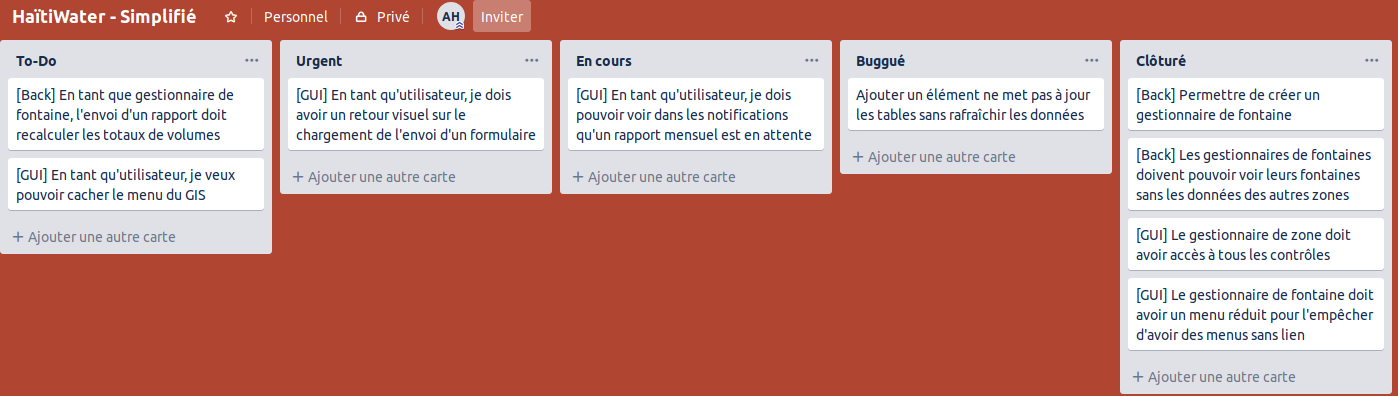 HaïtiWater - Simplifié
Personnel
Privé
AH
Inviter
To-Do
[Back] En tant que gestionnaire de
fontaine, l'envoi d'un rapport doit
recalculer les totaux de volumes
[GUI] En tant qu'utilisateur, je veux
pouvoir cacher le menu du GIS
+ Ajouter une autre carte
Urgent
[GUI] En tant qu'utilisateur, je dois
avoir un retour visuel sur le
chargement de l'envoi d'un formulaire
+ Ajouter une autre carte
En cours
[GUI] En tant qu'utilisateur, je dois
pouvoir voir dans les notifications
qu'un rapport mensuel est en attente
+ Ajouter une autre carte
Buggué
Ajouter un élément ne met pas à jour
les tables sans rafraîchir les données
+ Ajouter une autre carte
Clôturé
[Back] Permettre de créer un
gestionnaire de fontaine
[Back] Les gestionnaires de fontaines
doivent pouvoir voir leurs fontaines
sans les données des autres zones
[GUI] Le gestionnaire de zone doit
avoir accès à tous les contrôles
[GUI] Le gestionnaire de fontaine doit
avoir un menu réduit pour l'empêcher
d'avoir des menus sans lien
+ Ajouter une autre carte